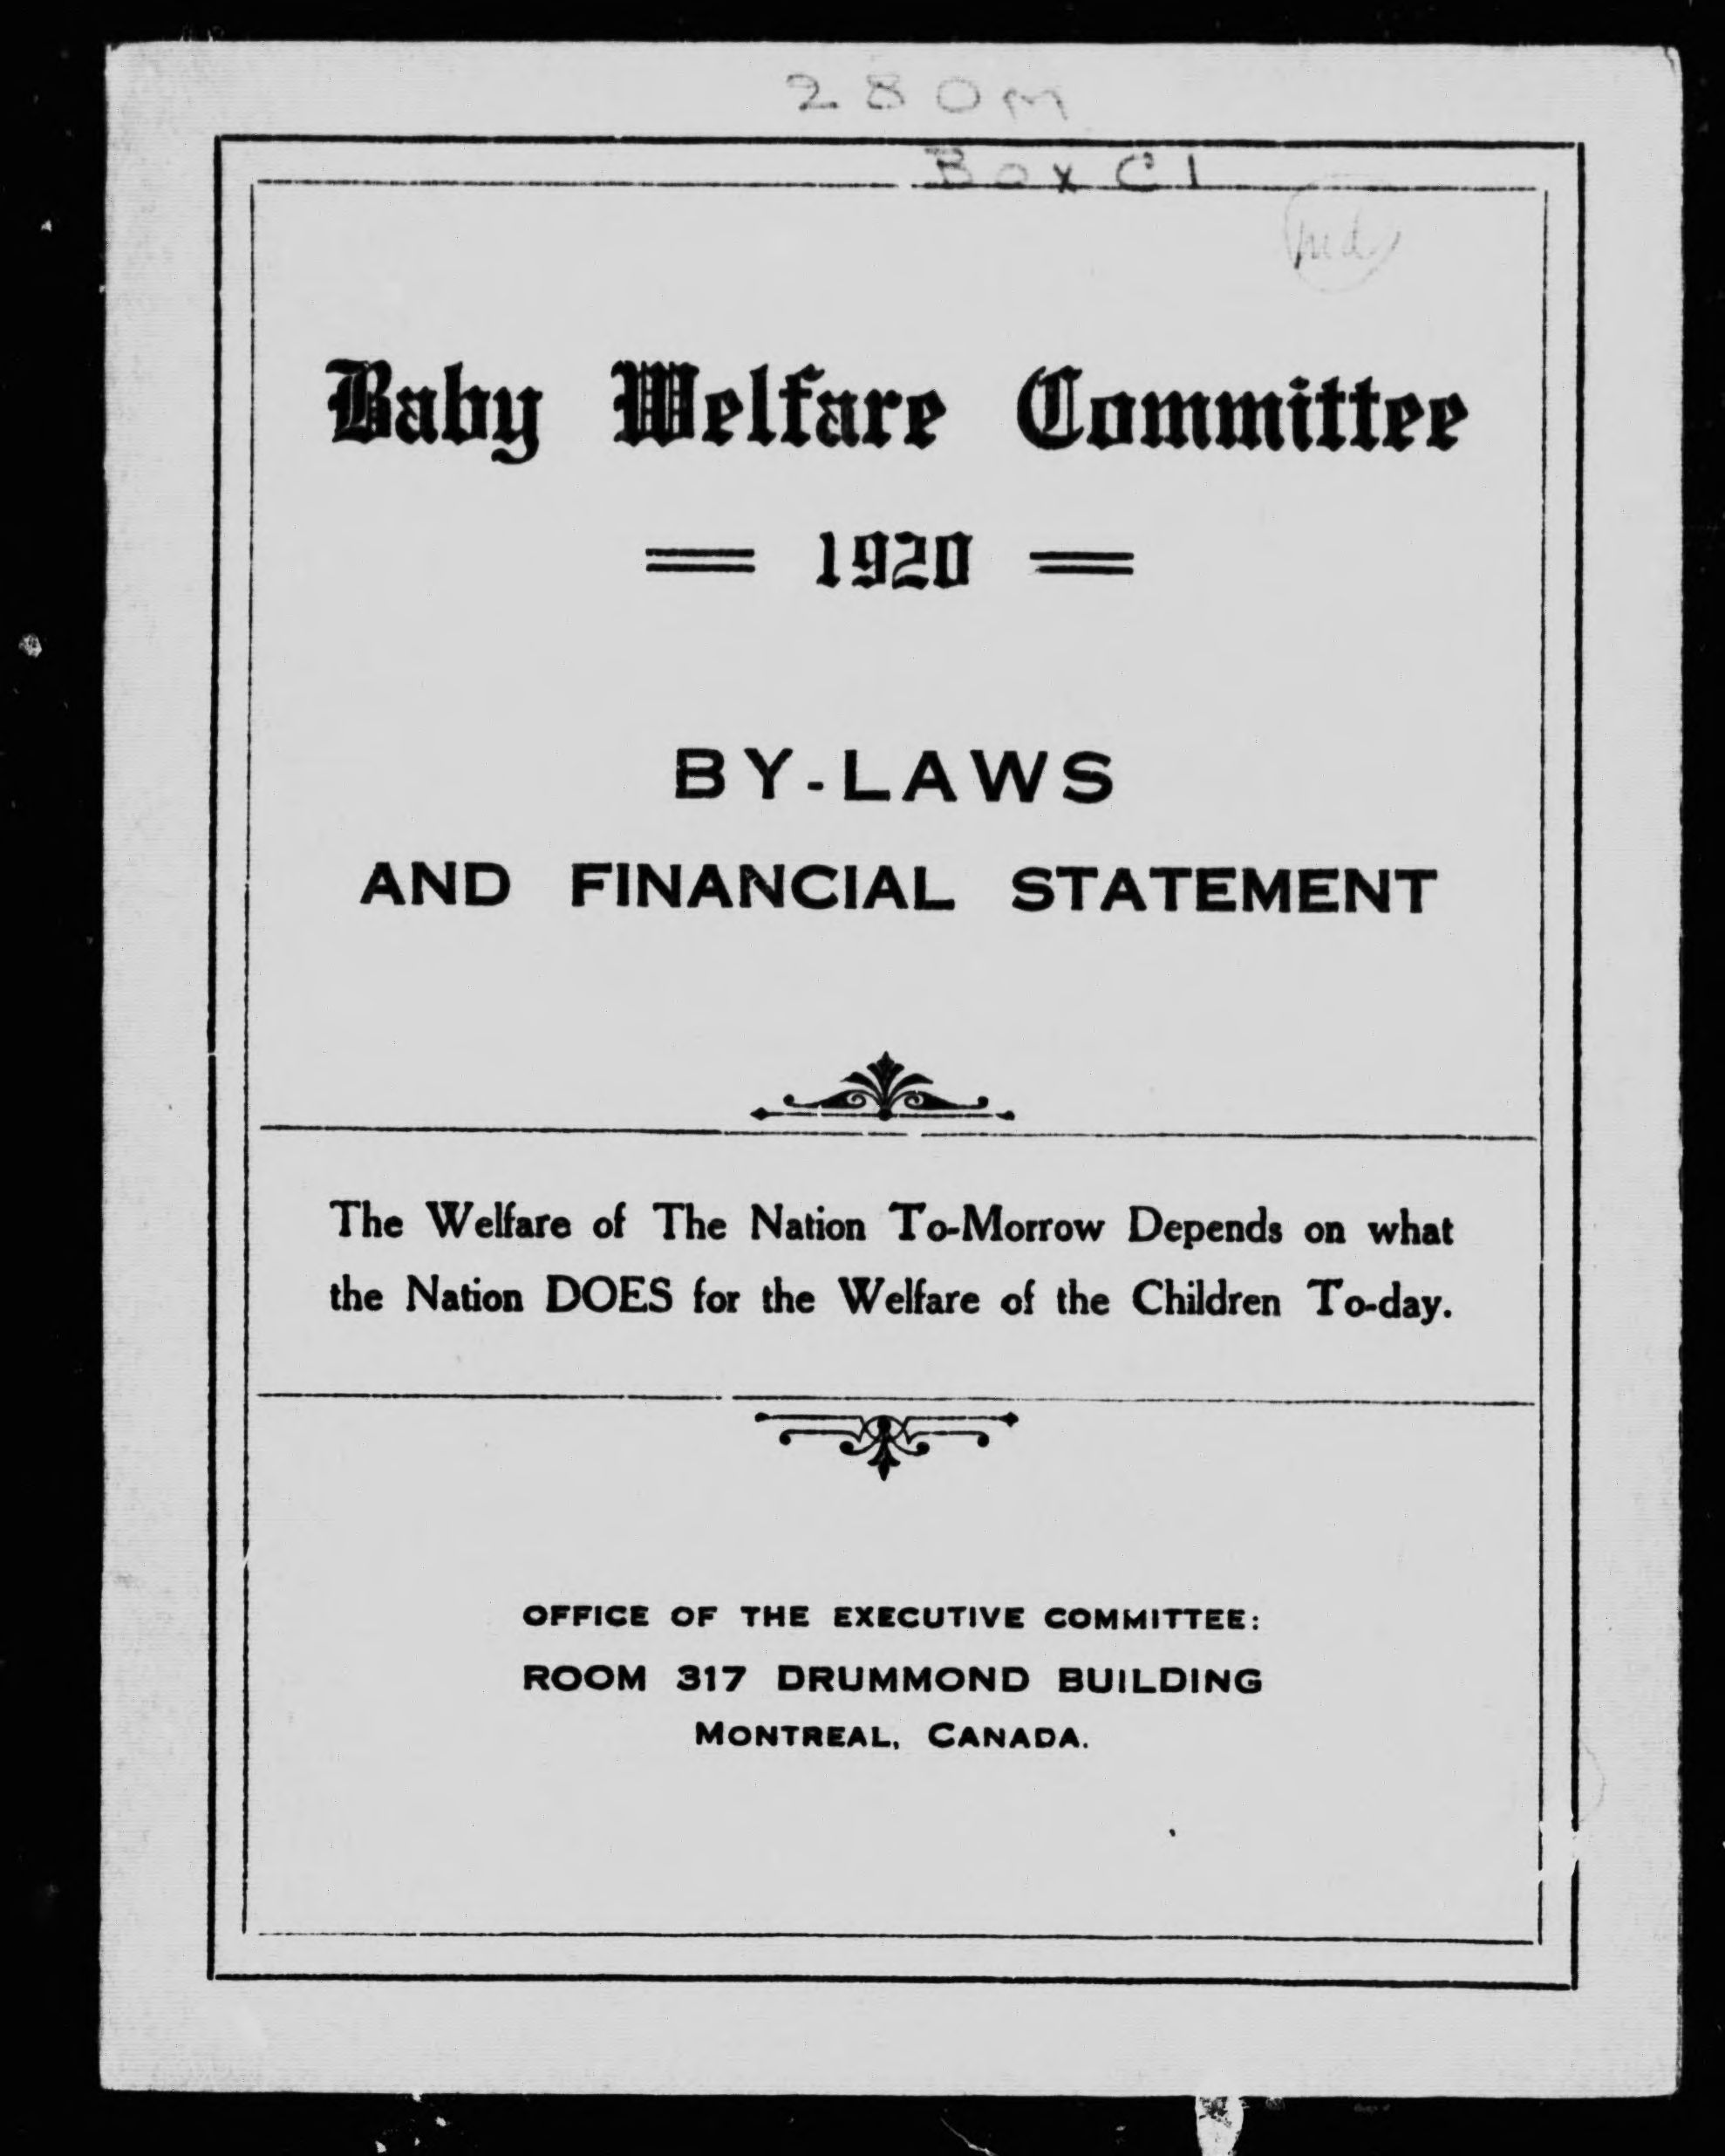 280M
Box C1
Baby Welfare Committee
1920
BY-LAWS
AND FINANCIAL STATEMENT
The Welfare of The Nation To-Morrow Depends on what
the Nation DOES for the Welfare of the Children To-day.
OFFICE OF THE EXECUTIVE COMMITTEE:
ROOM 317 DRUMMOND BUILDING
MONTREAL, CANADA.